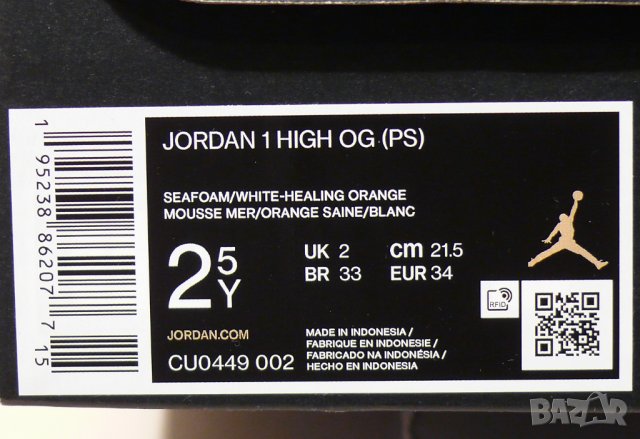 JORDAN 1 HIGH OG (PS)
SEAFOAM/WHITE-HEALING ORANGE
MOUSSE MER/ORANGE SAINE/BLANC
2 5Y
UK 2 cm 21.5
BR 33 EUR 34
RFID
JORDAN.COM
CU0449 002
MADE IN INDONESIA/
FABRIQUE EN INDONESIE/
FABRICADO NA INDONÉSIA/
HECHO EN INDONESIA
1 95238 86207 7 15
BAZAR